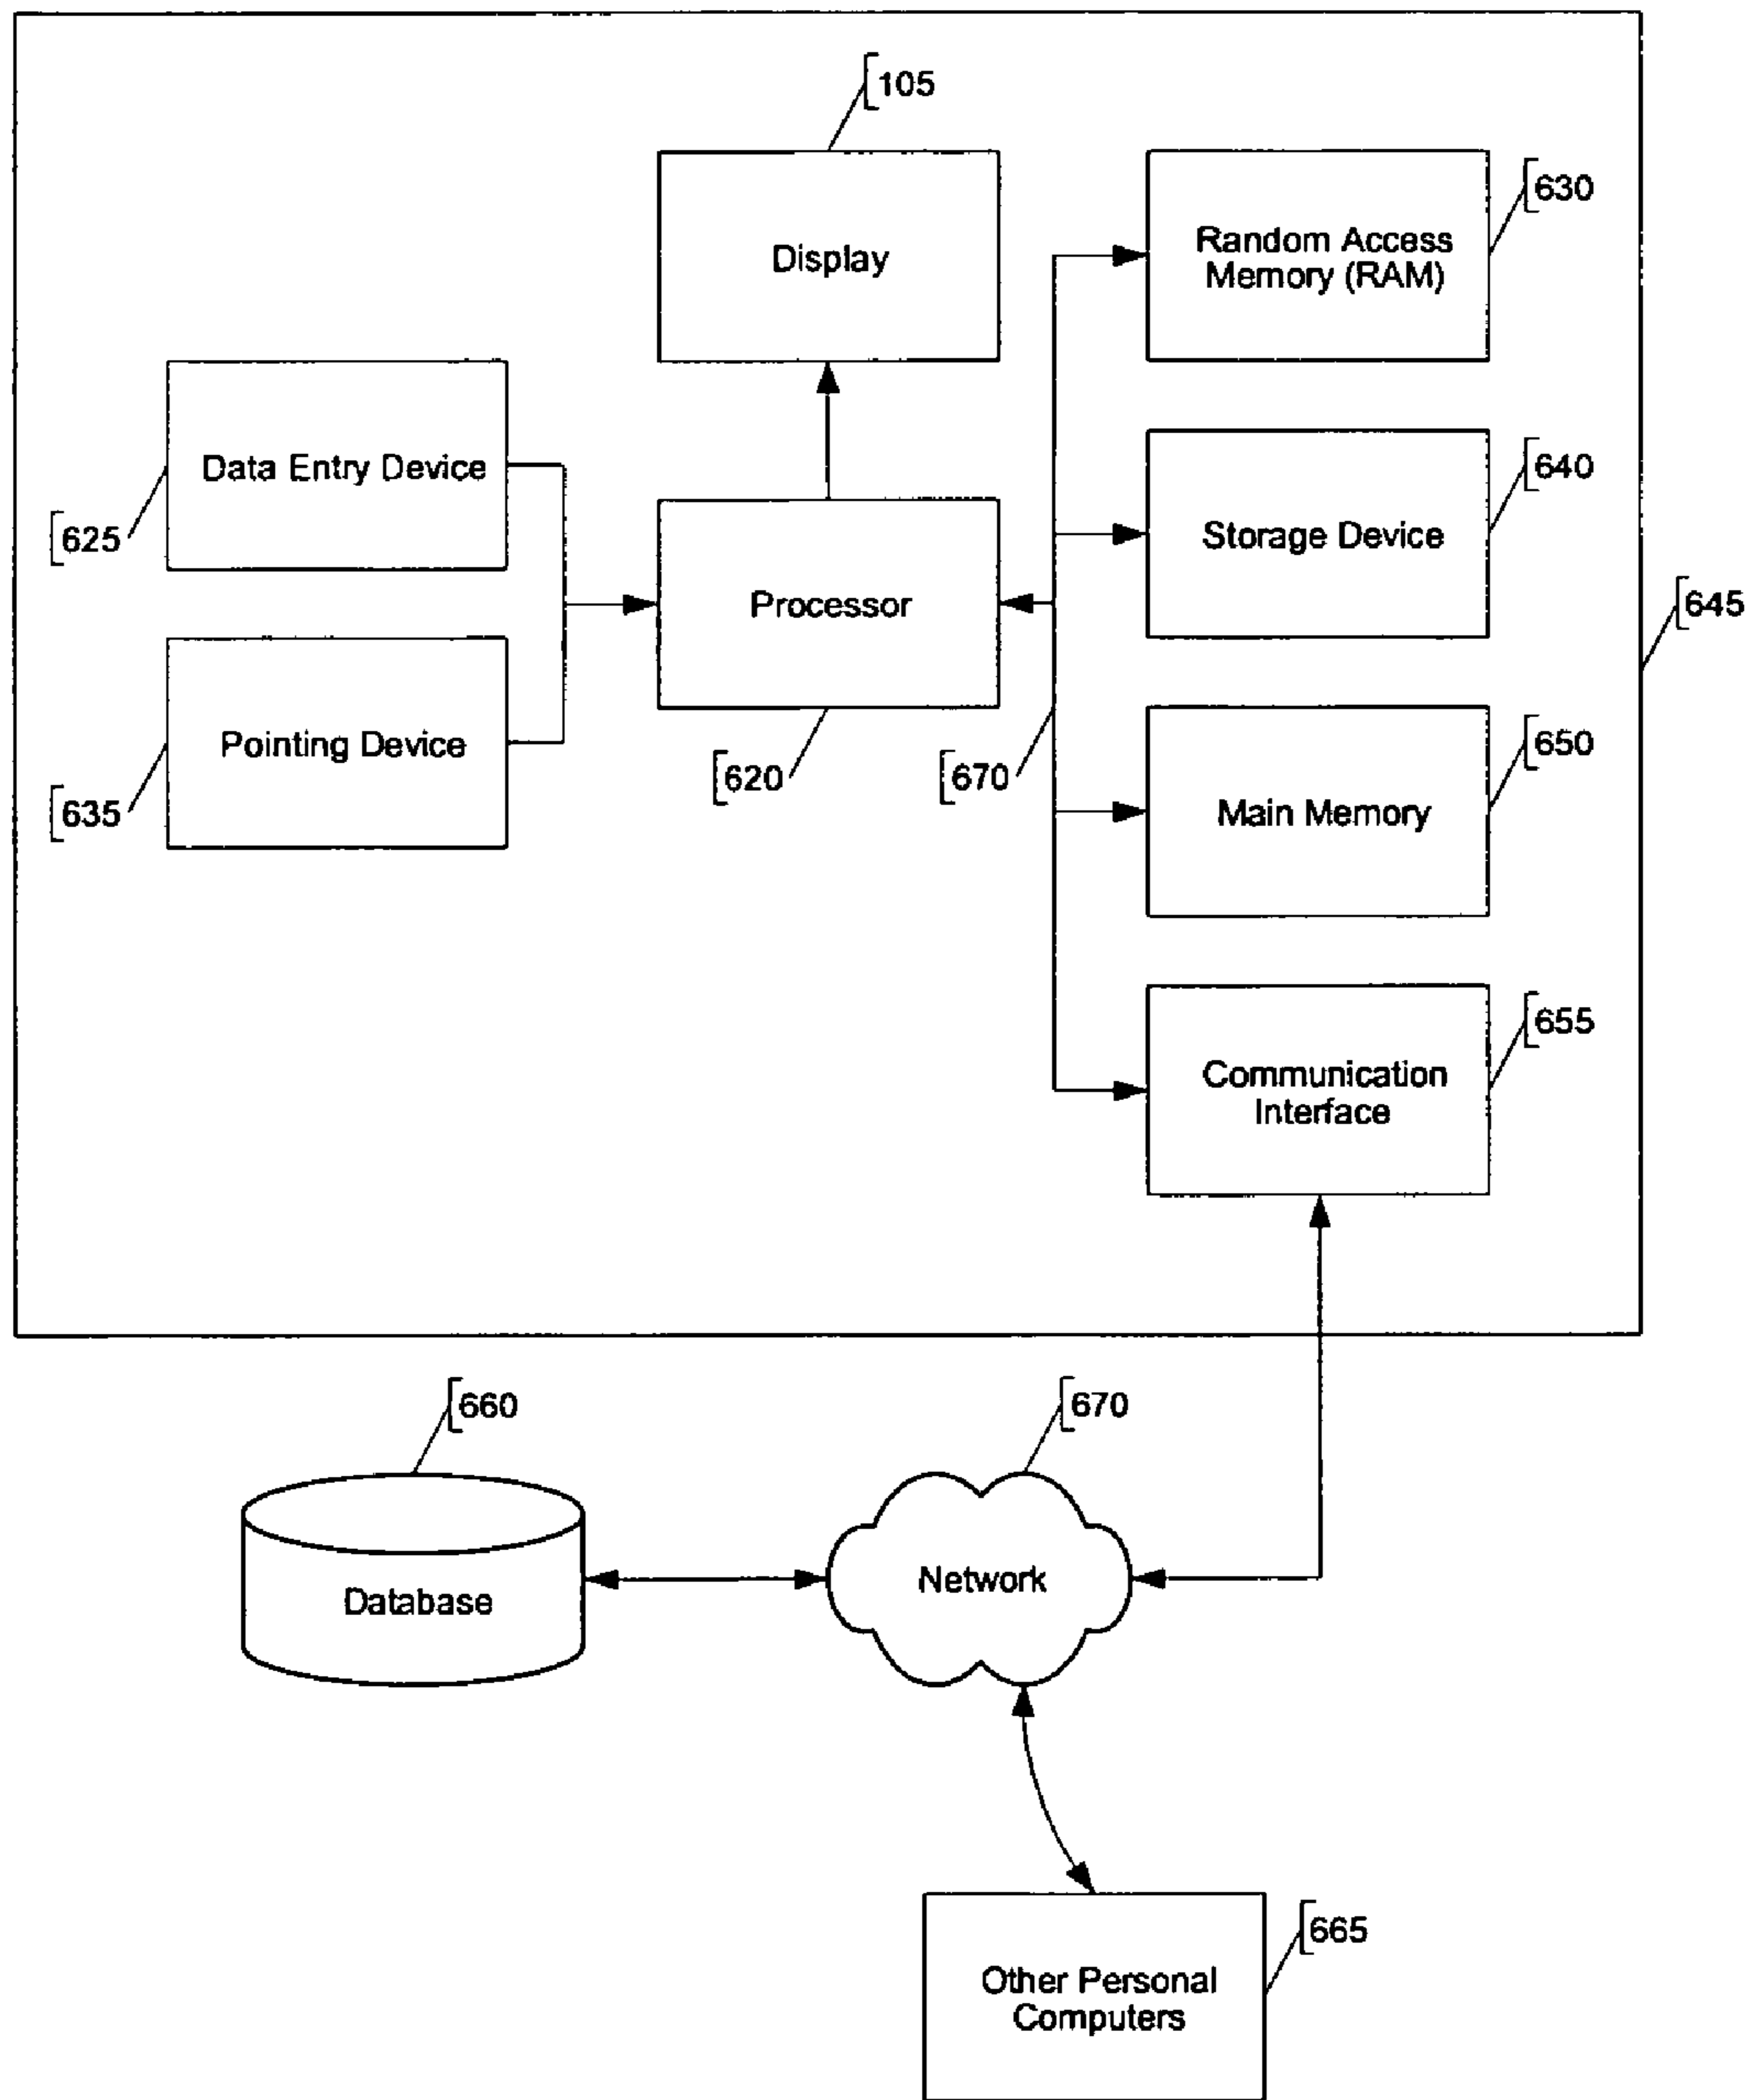 105
Display
Random Access
Memory (RAM)
630
Data Entry Device
625
Storage Device
640
Processor
620
645
Pointing Device
635
670
Main Memory
650
Communication
Interface
655
660
Database
670
Network
Other Personal
Computers
665